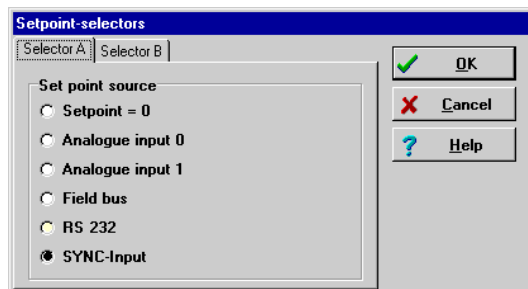 Setpoint-selectors
Selector A Selector B
Set point source
Setpoint = 0
Analogue input 0
Analogue input 1
Field bus
RS 232
SYNC-Input
OK
Cancel
Help